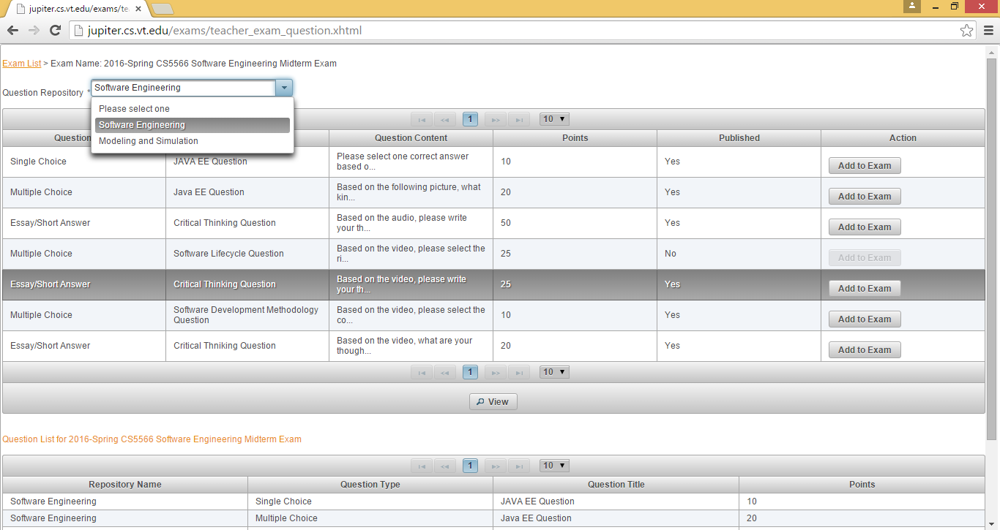 jupiter.cs.vt.edu/exams/te
jupiter.cs.vt.edu/exams/teacher_exam_question.xhtml
Exam List > Exam Name: 2016-Spring CS5566 Software Engineering Midterm Exam
Question Repository * Software Engineering
Please select one
Software Engineering
Modeling and Simulation
1 10
Question Question Content Points Published Action
Single Choice JAVA EE Question Please select one correct answer based o... 10 Yes Add to Exam
Multiple Choice Java EE Question Based on the following picture, what kin... 20 Yes Add to Exam
Essay/Short Answer Critical Thinking Question Based on the audio, please write your th... 50 Yes Add to Exam
Multiple Choice Software Lifecycle Question Based on the video, please select the ri... 25 No Add to Exam
Essay/Short Answer Critical Thinking Question Based on the video, please write your th... 25 Yes Add to Exam
Multiple Choice Software Development Methodology Question Based on the video, please select the co... 10 Yes Add to Exam
Essay/Short Answer Critical Thniking Question Based on the video, what are your though... 20 Yes Add to Exam
1 10
View
Question List for 2016-Spring CS5566 Software Engineering Midterm Exam
1 10
Repository Name Question Type Question Title Points
Software Engineering Single Choice JAVA EE Question 10
Software Engineering Multiple Choice Java EE Question 20